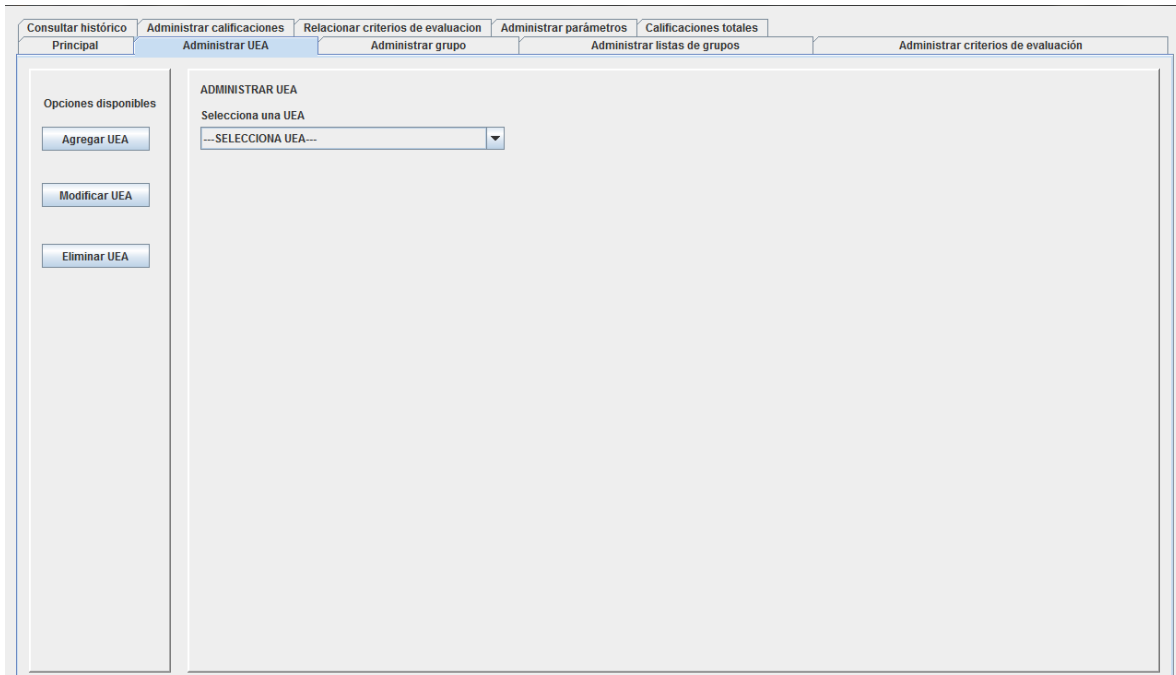 Consultar histórico Administrar calificaciones Relacionar criterios de evaluacion Administrar parámetros Calificaciones totales
Principal Administrar UEA Administrar grupo Administrar listas de grupos Administrar criterios de evaluación
Opciones disponibles
Agregar UEA
Modificar UEA
Eliminar UEA
ADMINISTRAR UEA
Selecciona una UEA
---SELECCIONA UEA---